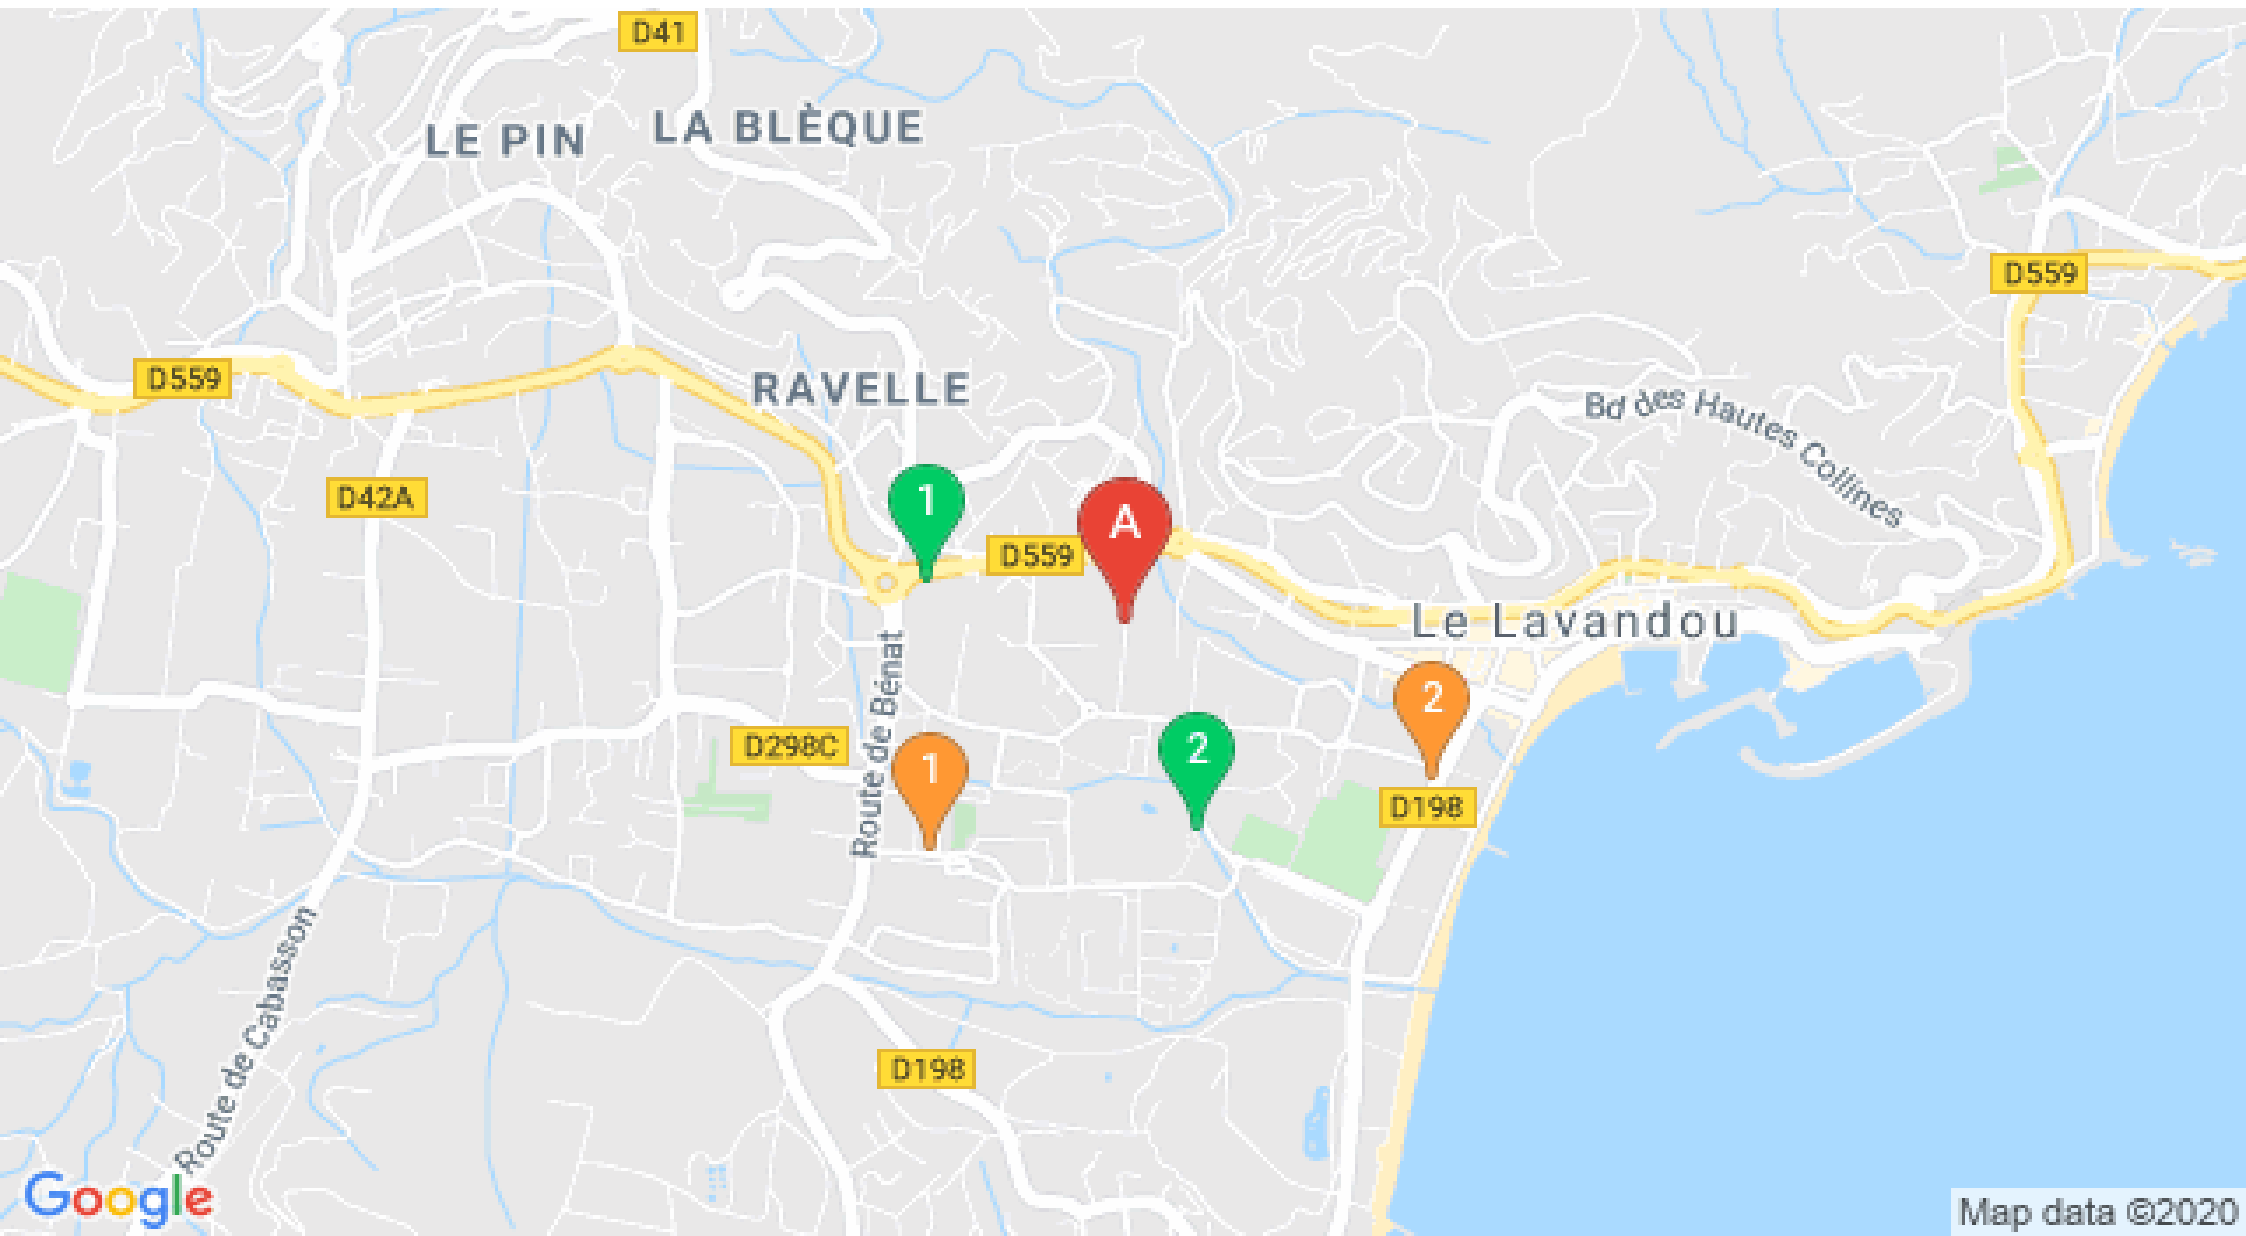 D41
LE PIN
LA BLÈQUE
D559
D559
RAVELLE
Bd des Hautes Collines
D42A
1
A
D559
Le Lavandou
Route de Bénat
2
2
D298C
1
D198
Route de Cabasson
D198
Google
Map data ©2020